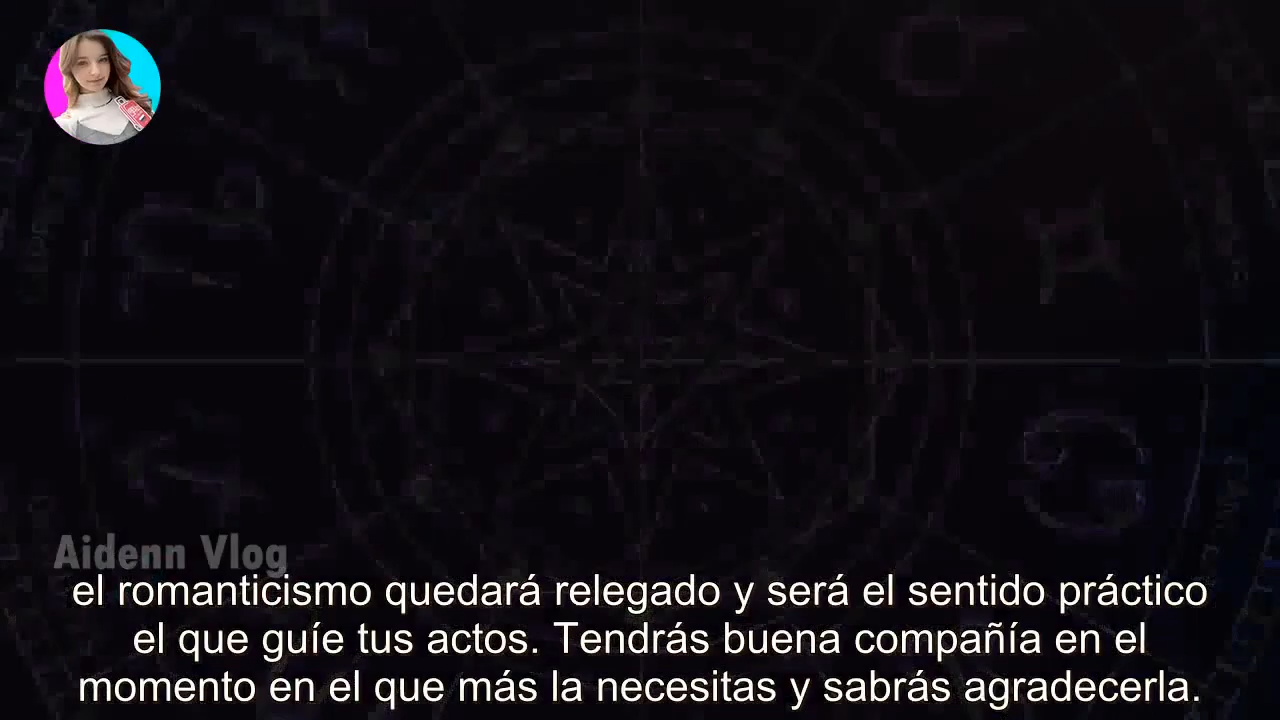 Aidenn Vlog
el romanticismo quedará relegado y será el sentido práctico
el que guíe tus actos. Tendrás buena compañía en el
momento en el que más la necesitas y sabrás agradecerla.